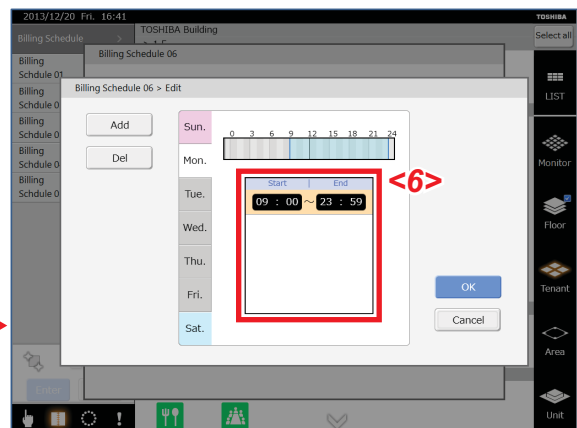 2013/12/20 Fri. 16:41
TOSHIBA
Billing Schedule >
TOSHIBA Building
Select all
Billing
Schdule 01
Billing Schedule 06
Billing
Schdule 0
Billing
Schdule 0
Billing
Schdule 0
Billing
Schdule 0
Billing Schedule 06 > Edit
Add
Del
Sun.
Mon.
Tue.
Wed.
Thu.
Fri.
Sat.
0 3 6 9 12 15 18 21 24
<6>
Start | End
09 : 00 ~ 23 : 59
OK
Cancel
LIST
Monitor
Floor
Tenant
Area
Unit
Enter